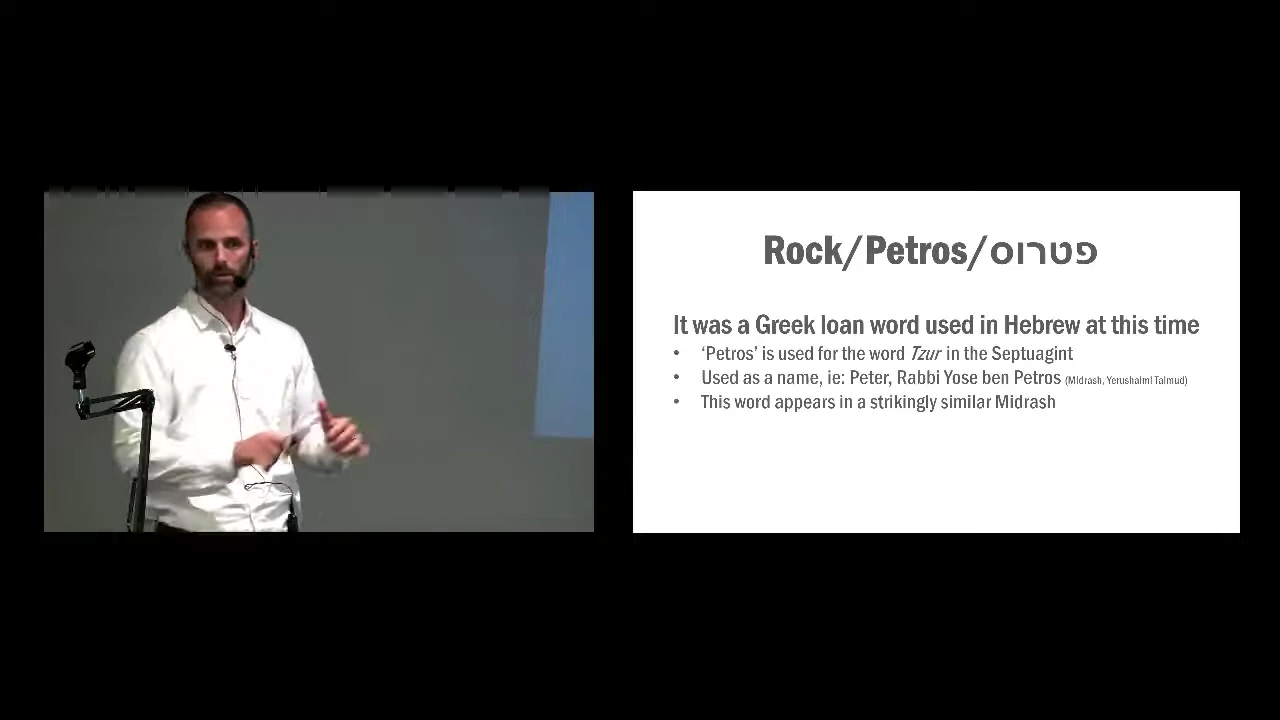 Rock/Petros/פטרוס
It was a Greek loan word used in Hebrew at this time
• ‘Petros’ is used for the word Tzur in the Septuagint
• Used as a name, ie: Peter, Rabbi Yose ben Petros (Midrash, Yerushalmi Talmud)
• This word appears in a strikingly similar Midrash